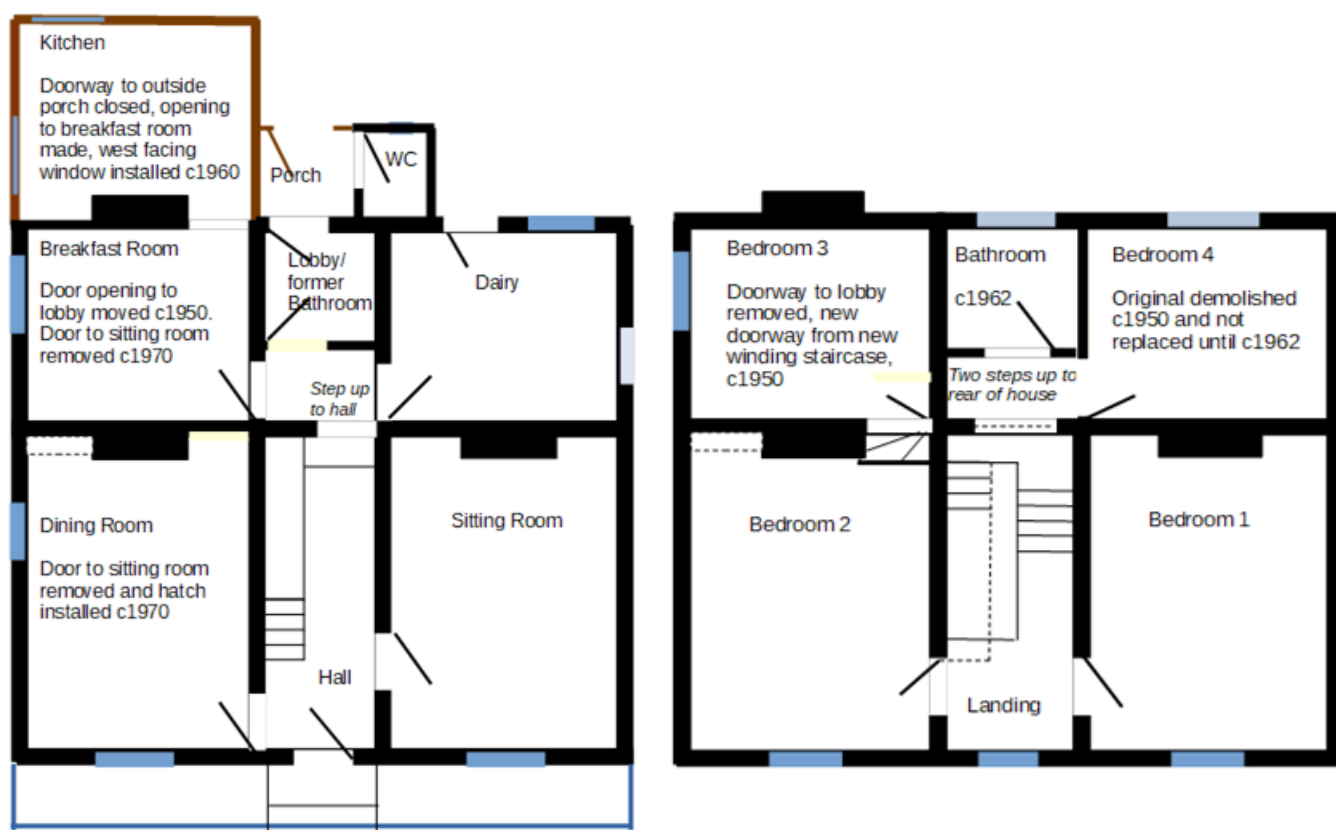 Kitchen
Doorway to outside
porch closed, opening
to breakfast room
made, west facing
window installed c1960
Porch
WC
Breakfast Room
Door opening to
lobby moved c1950.
Door to sitting room
removed c1970
Lobby/
former
Bathroom
Dairy
Step up
to hall
Dining Room
Door to sitting room
removed and hatch
installed c1970
Sitting Room
Hall
Bedroom 3
Doorway to lobby
removed, new
doorway from new
winding staircase,
c1950
Bathroom
c1962
Bedroom 4
Original demolished
c1950 and not
replaced until c1962
Two steps up to
rear of house
Bedroom 2
Bedroom 1
Landing